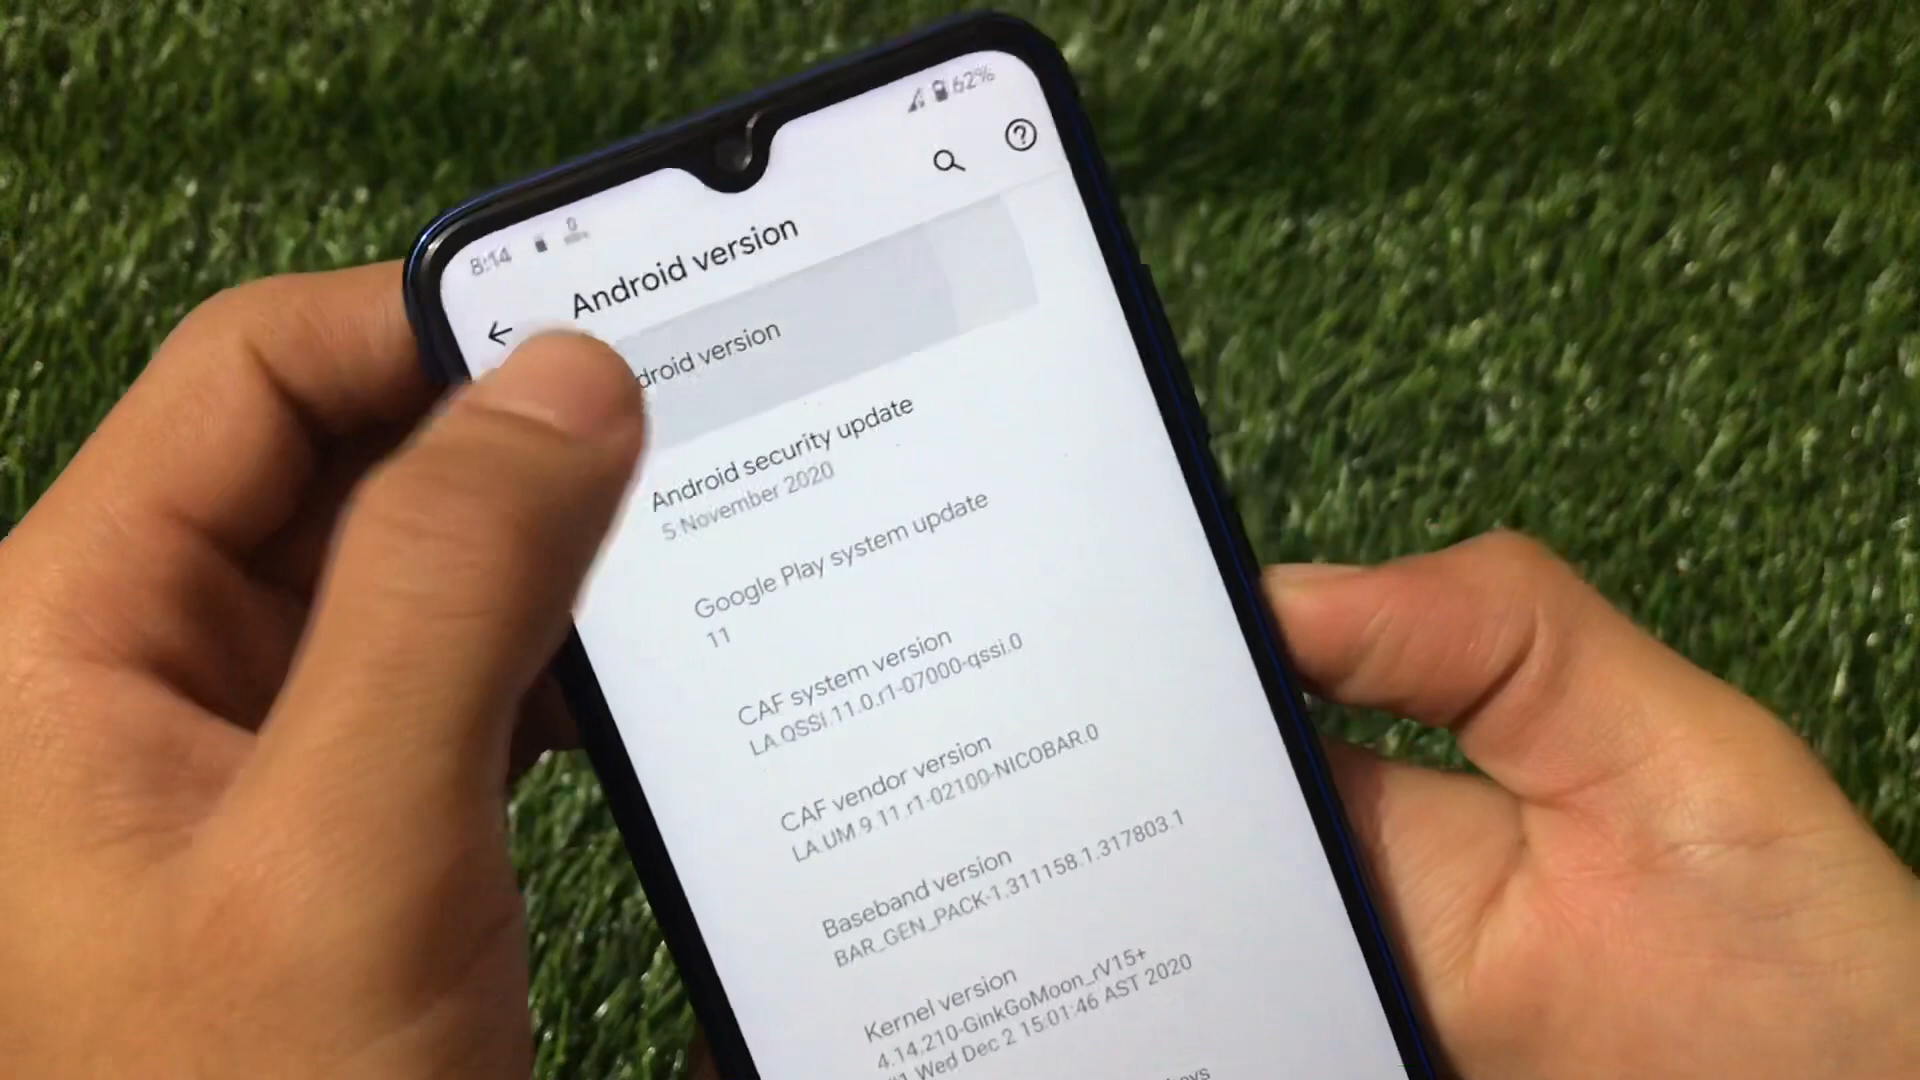 8:14
62%
Android version
droid version
Android security update
5 November 2020
Google Play system update
11
CAF system version
LA.QSSI.11.0.r1-07000-qssi.0
CAF vendor version
LA.UM.9.11.r1-02100-NICOBAR.0
Baseband version
BAR_GEN_PACK-1.311158.1.317803.1
Kernel version
4.14.210-GinkGoMoon_rV15+
#1 Wed Dec 2 15:01:46 AST 2020